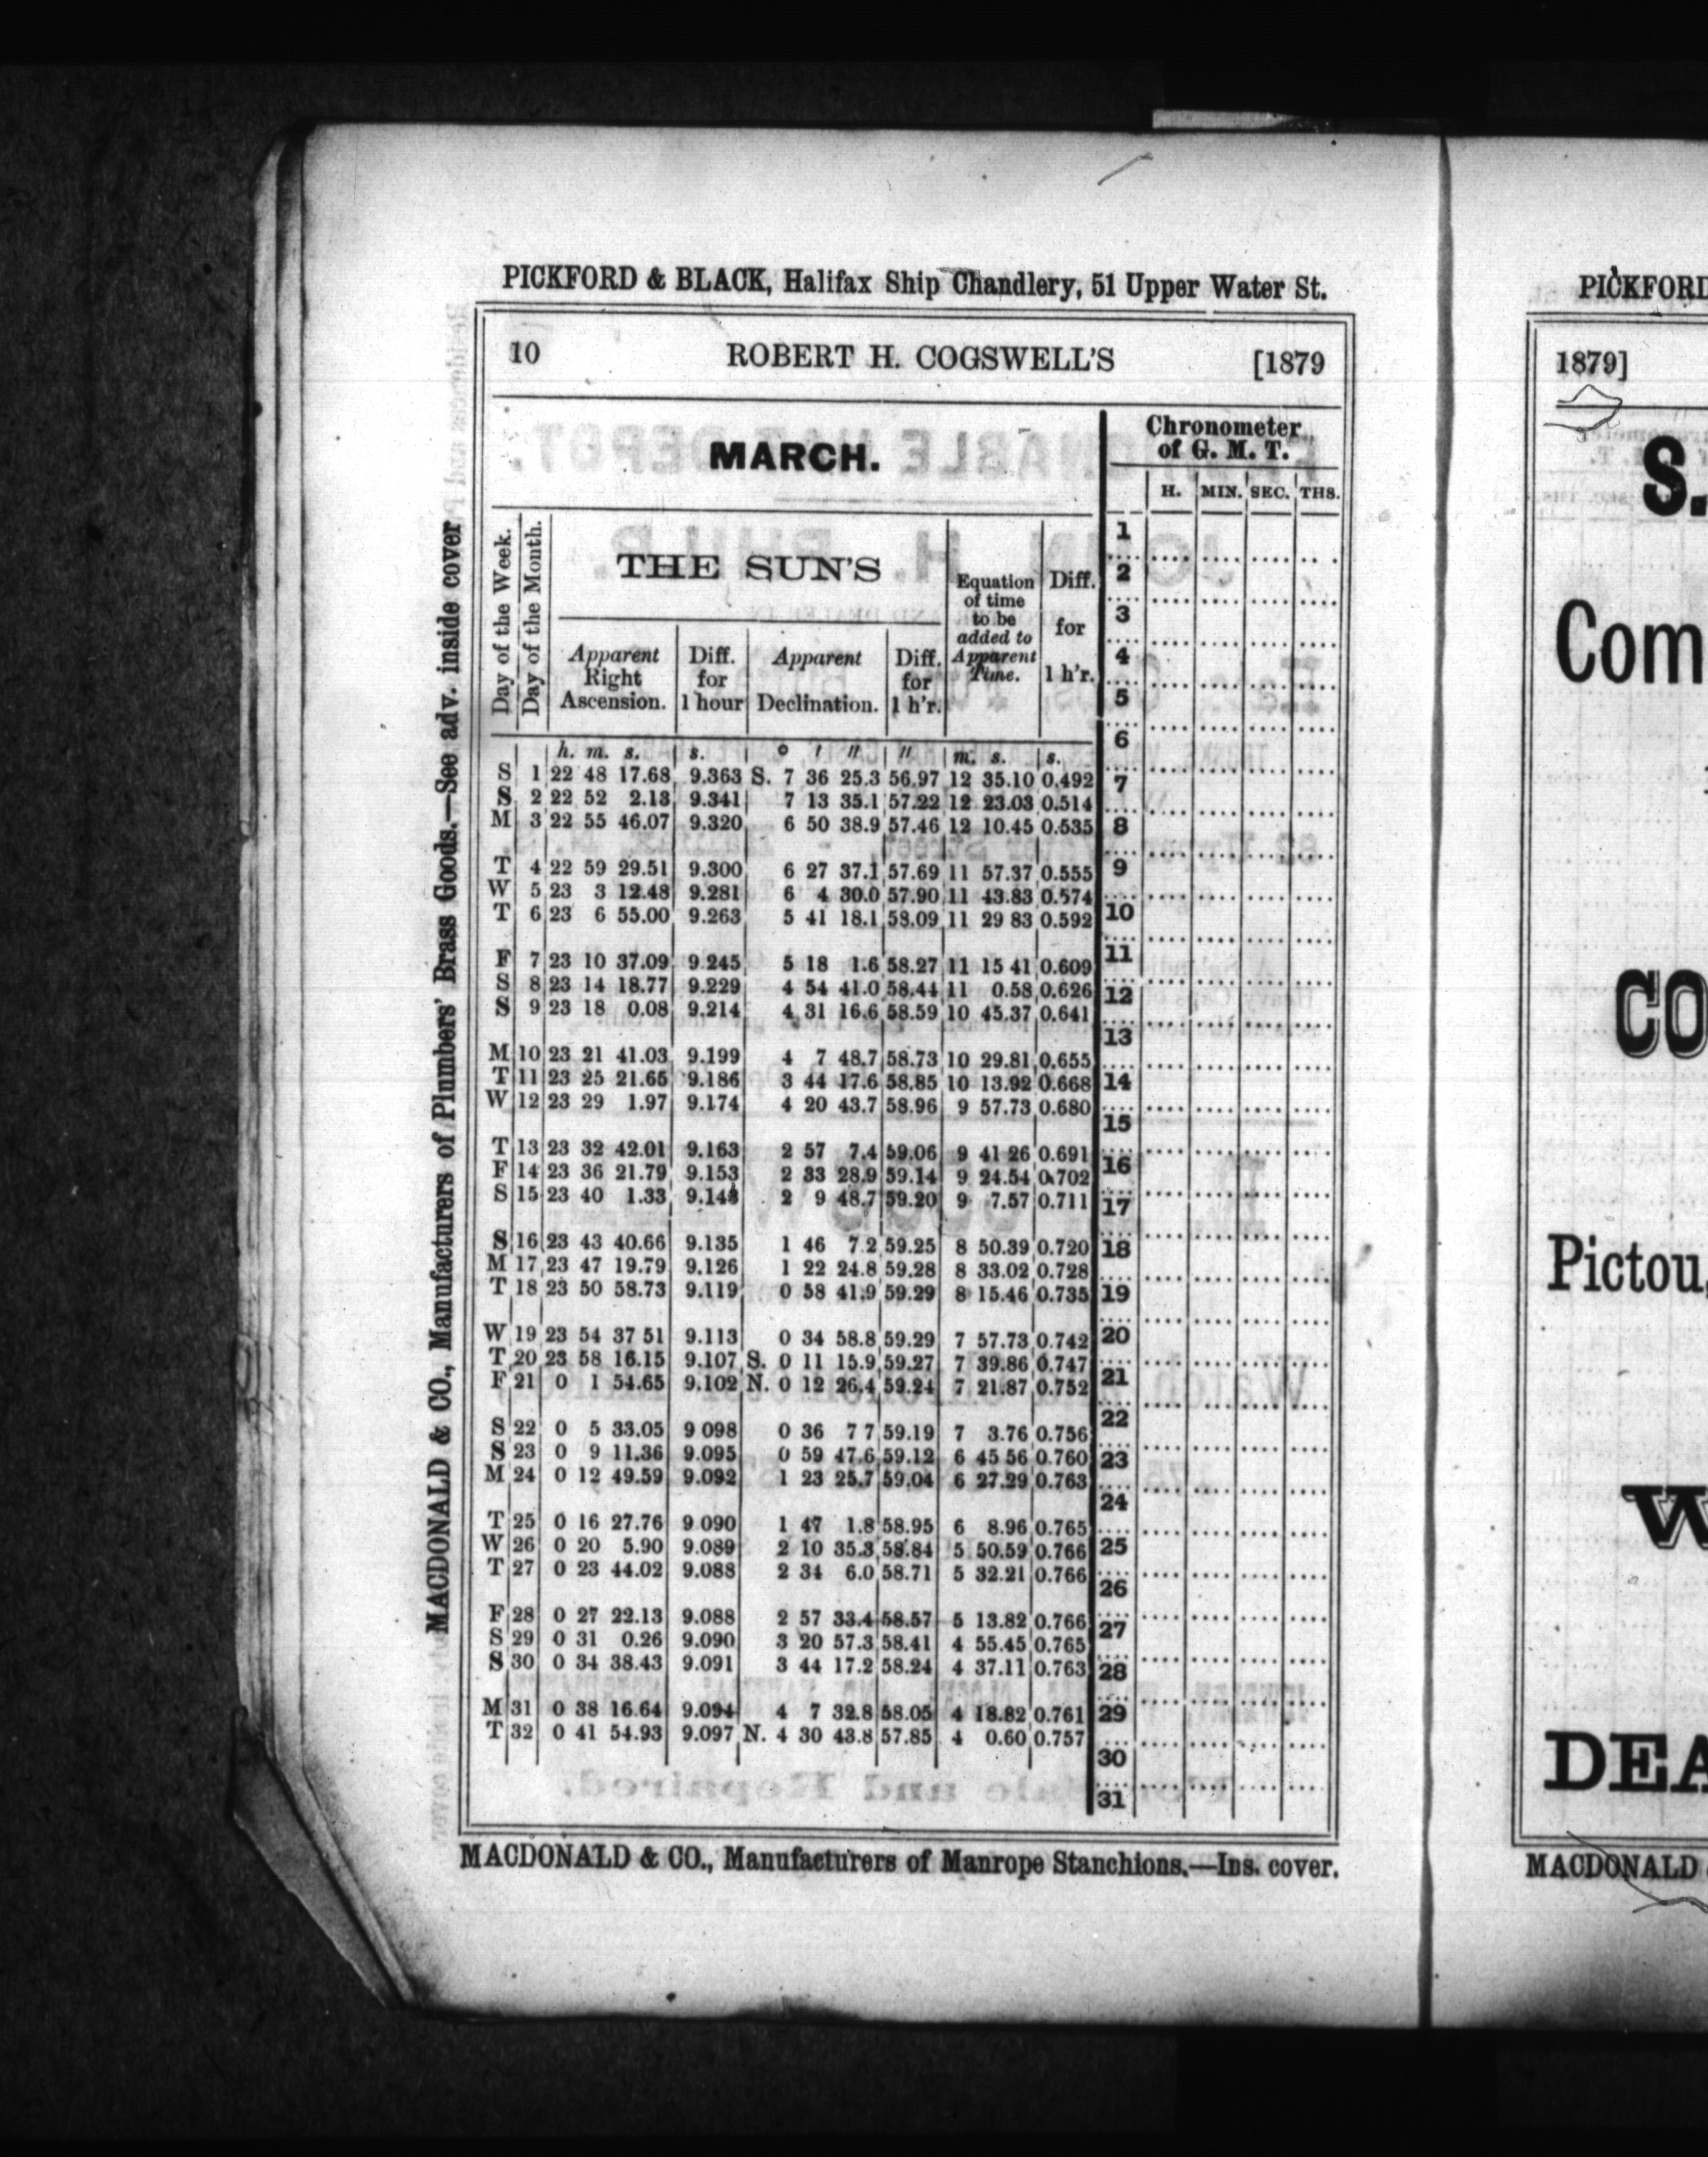 PICKFORD & BLACK, Halifax Ship Chandlery, 51 Upper Water St.
10 ROBERT H. COGSWELL'S [1879
MARCH.
Chronometer
of G. M. T.
H. MIN. SEC. THS.
Day of the Week.
Day of the Month.
THE SUN'S
Apparent
Right
Ascension.
Diff.
for
1 hour
Apparent
Declination.
Diff.
for
1 h'r.
Equation
of time
to be
added to
Apparent
Time.
Diff.
for
1 h'r.
h. m. s. s. ° ' " " m. s. s.
S 1 22 48 17.68 9.363 S. 7 36 25.3 56.97 12 35.10 0.492
S 2 22 52 2.13 9.341 7 13 35.1 57.22 12 23.03 0.514
M 3 22 55 46.07 9.320 6 50 38.9 57.46 12 10.45 0.535
T 4 22 59 29.51 9.300 6 27 37.1 57.69 11 57.37 0.555
W 5 23 3 12.48 9.281 6 4 30.0 57.90 11 43.83 0.574
T 6 23 6 55.00 9.263 5 41 18.1 58.09 11 29 83 0.592
F 7 23 10 37.09 9.245 5 18 1.6 58.27 11 15 41 0.609
S 8 23 14 18.77 9.229 4 54 41.0 58.44 11 0.58 0.626
S 9 23 18 0.08 9.214 4 31 16.6 58.59 10 45.37 0.641
M 10 23 21 41.03 9.199 4 7 48.7 58.73 10 29.81 0.655
T 11 23 25 21.65 9.186 3 44 17.6 58.85 10 13.92 0.668
W 12 23 29 1.97 9.174 4 20 43.7 58.96 9 57.73 0.680
T 13 23 32 42.01 9.163 2 57 7.4 59.06 9 41 26 0.691
F 14 23 36 21.79 9.153 2 33 28.9 59.14 9 24.54 0.702
S 15 23 40 1.33 2 9 48.7 59.20 9 7.57 0.711
S 16 23 43 40.66 9.135 1 46 7.2 59.25 8 50.39 0.720
M 17 23 47 19.79 9.126 1 22 24.8 59.28 8 33.02 0.728
T 18 23 50 58.73 9.119 0 58 41.9 59.29 8 15.46 0.735
W 19 23 54 37 51 9.113 0 34 58.8 59.29 7 57.73 0.742
T 20 23 58 16.15 9.107 S. 0 11 15.9 59.27 7 39.86 0.747
F 21 0 1 54.65 9.102 N. 0 12 26.4 59.24 7 21.87 0.752
S 22 0 5 33.05 9 098 0 36 7 7 59.19 7 3.76 0.756
S 23 0 9 11.36 9.095 0 59 47.6 59.12 6 45 56 0.760
M 24 0 12 49.59 9.092 1 23 25.7 59.04 6 27.29 0.763
T 25 0 16 27.76 9.090 1 47 1.8 58.95 6 8.96 0.765
W 26 0 20 5.90 9.089 2 10 35.3 58.84 5 50.59 0.766
T 27 0 23 44.02 9.088 2 34 6.0 58.71 5 32.21 0.766
F 28 0 27 22.13 9.088 2 57 33.4 58.57 5 13.82 0.766
S 29 0 31 0.26 9.090 3 20 57.3 58.41 4 55.45 0.765
S 30 0 34 38.43 9.091 3 44 17.2 58.24 4 37.11 0.763
M 31 0 38 16.64 9.094 4 7 32.8 58.05 4 18.82 0.761
T 32 0 41 54.93 9.097 N. 4 30 43.8 57.85 4 0.60 0.757
1
2
3
4
5
6
7
8
9
10
11
12
13
14
15
16
17
18
19
20
21
22
23
24
25
26
27
28
29
30
31
MACDONALD & CO., Manufacturers of Manrope Stanchions.—Ins. cover.
MACDONALD & CO., Manufacturers of Plumbers' Brass Goods.—See adv. inside cover
PICKFORD
1879]
S.
Com
CO
Pictou,
W
DEA
MACDONALD